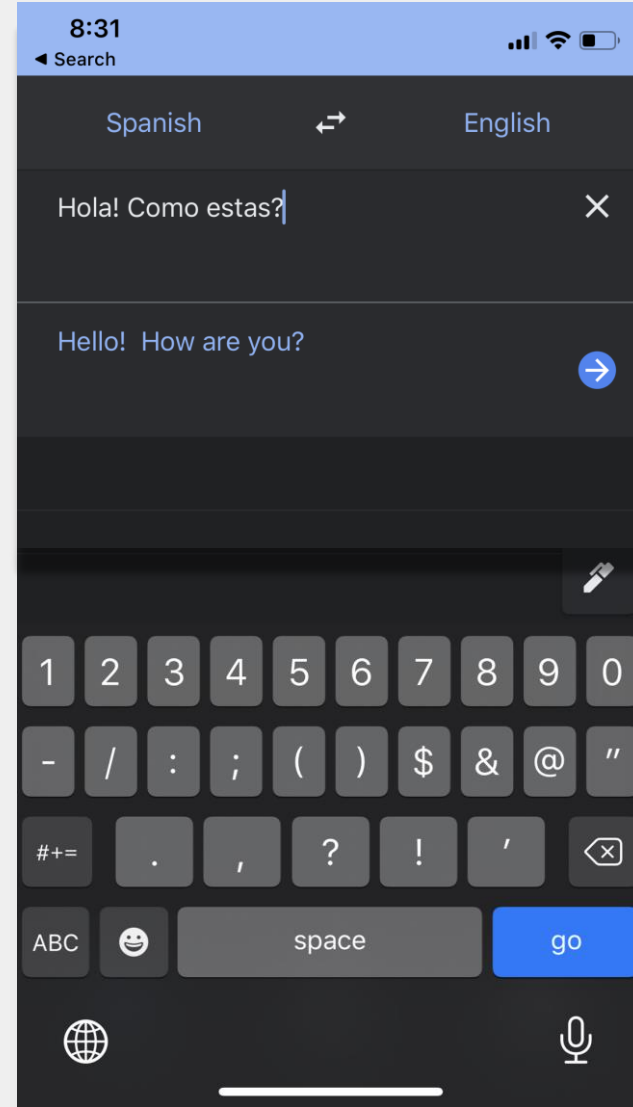 8:31
◄ Search
Spanish English
Hola! Como estas?
Hello!  How are you?
1 2 3 4 5 6 7 8 9 0
- / : ; ( ) $ & @ "
#+= . , ? ! '
ABC space go